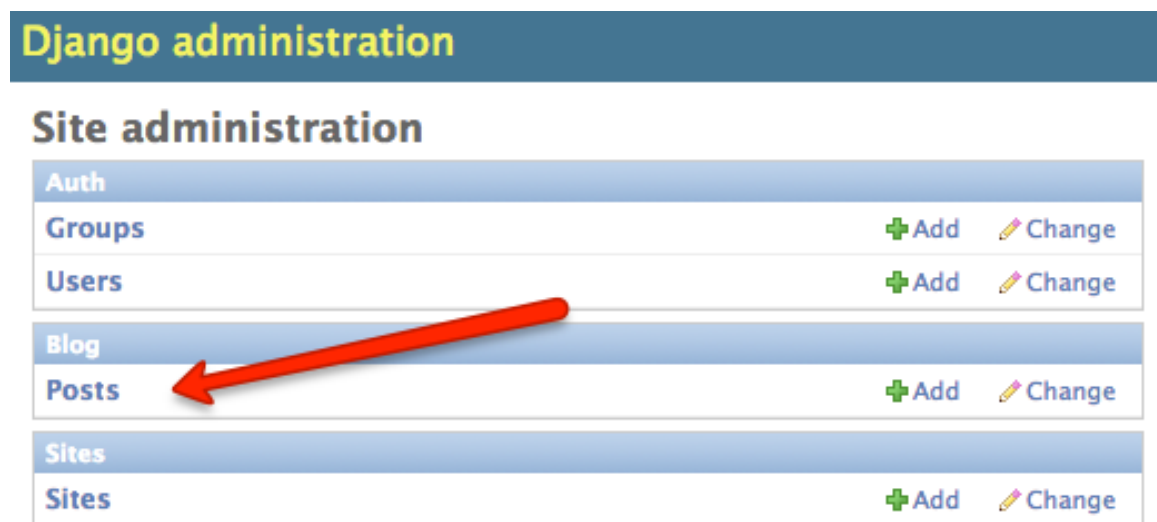 Django administration
Site administration
Auth
Groups Add Change
Users Add Change
Blog
Posts Add Change
Sites
Sites Add Change